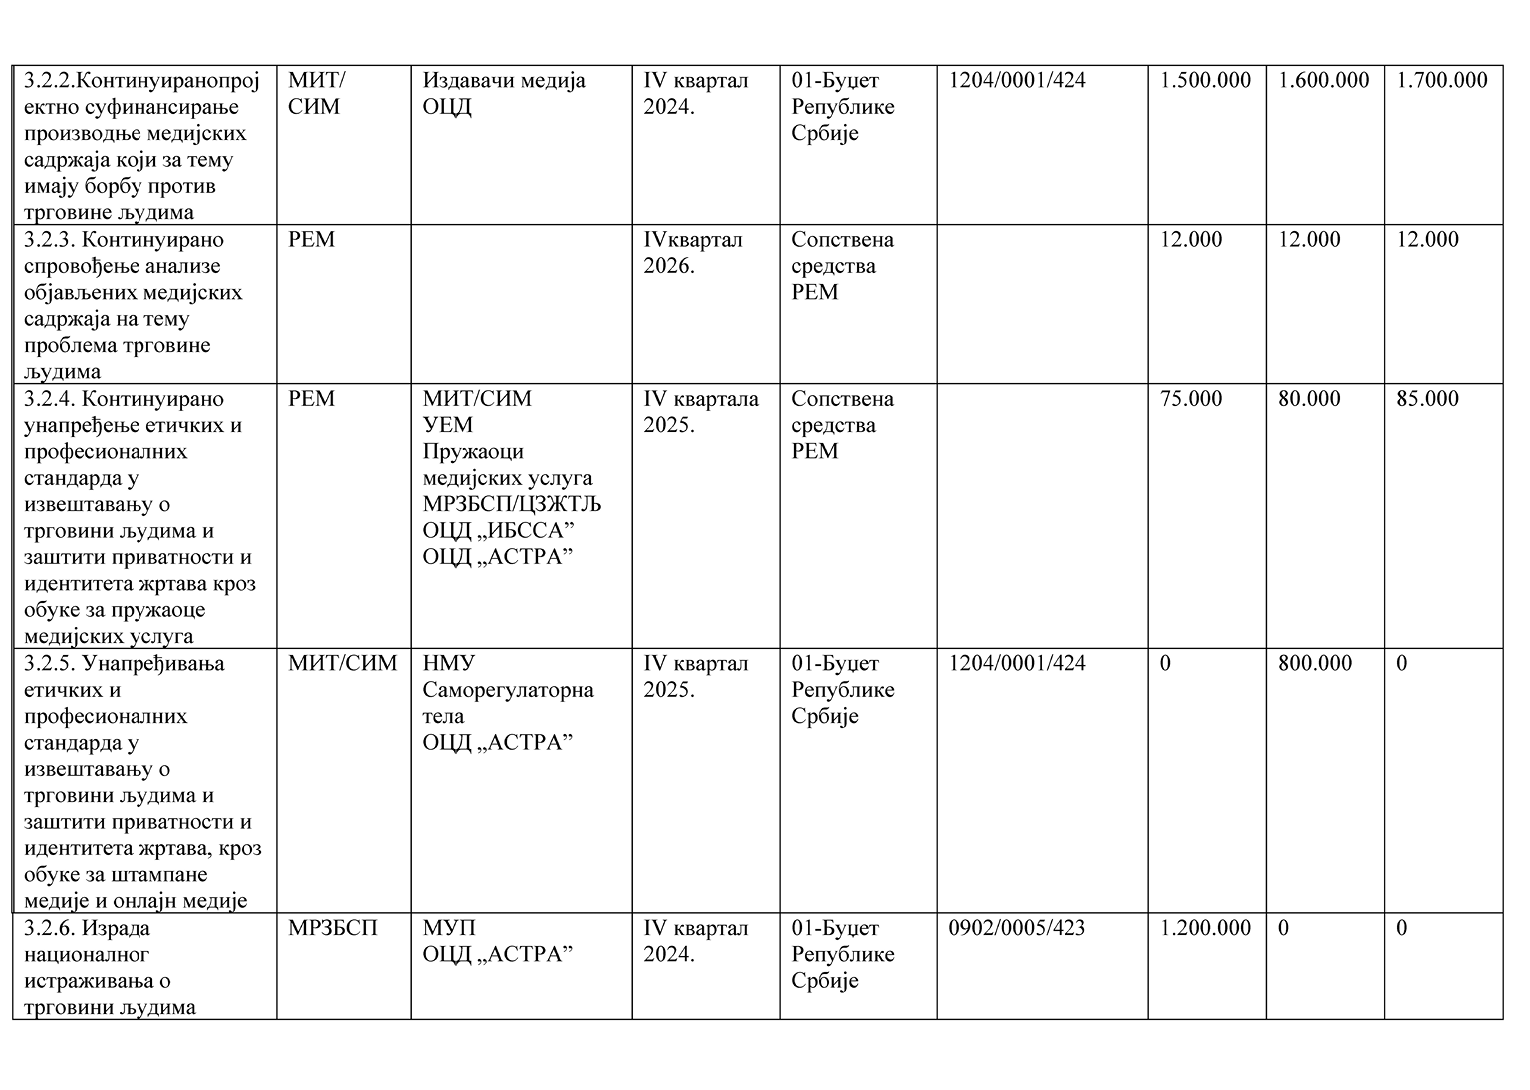 3.2.2.Континуиранопрој
ектно суфинансирање
производње медијских
садржаја који за тему
имају борбу против
трговине људима
МИТ/
СИМ
Издавачи медија
ОЦД
IV квартал
2024.
01-Буџет
Републике
Србије
1204/0001/424
1.500.000
1.600.000
1.700.000
3.2.3. Континуирано
спровођење анализе
објављених медијских
садржаја на тему
проблема трговине
људима
РЕМ
IVквартал
2026.
Сопствена
средства
РЕМ
12.000
12.000
12.000
3.2.4. Континуирано
унапређење етичких и
професионалних
стандарда у
извештавању о
трговини људима и
заштити приватности и
идентитета жртава кроз
обуке за пружаоце
медијских услуга
РЕМ
МИТ/СИМ
УЕМ
Пружаоци
медијских услуга
МРЗБСП/ЦЗЖТЉ
ОЦД „ИБССА”
ОЦД „АСТРА”
IV квартала
2025.
Сопствена
средства
РЕМ
75.000
80.000
85.000
3.2.5. Унапређивања
етичких и
професионалних
стандарда у
извештавању о
трговини људима и
заштити приватности и
идентитета жртава, кроз
обуке за штампане
медије и онлајн медије
МИТ/СИМ
НМУ
Саморегулаторна
тела
ОЦД „АСТРА”
IV квартал
2025.
01-Буџет
Републике
Србије
1204/0001/424
0
800.000
0
3.2.6. Израда
националног
истраживања о
трговини људима
МРЗБСП
МУП
ОЦД „АСТРА”
IV квартал
2024.
01-Буџет
Републике
Србије
0902/0005/423
1.200.000
0
0